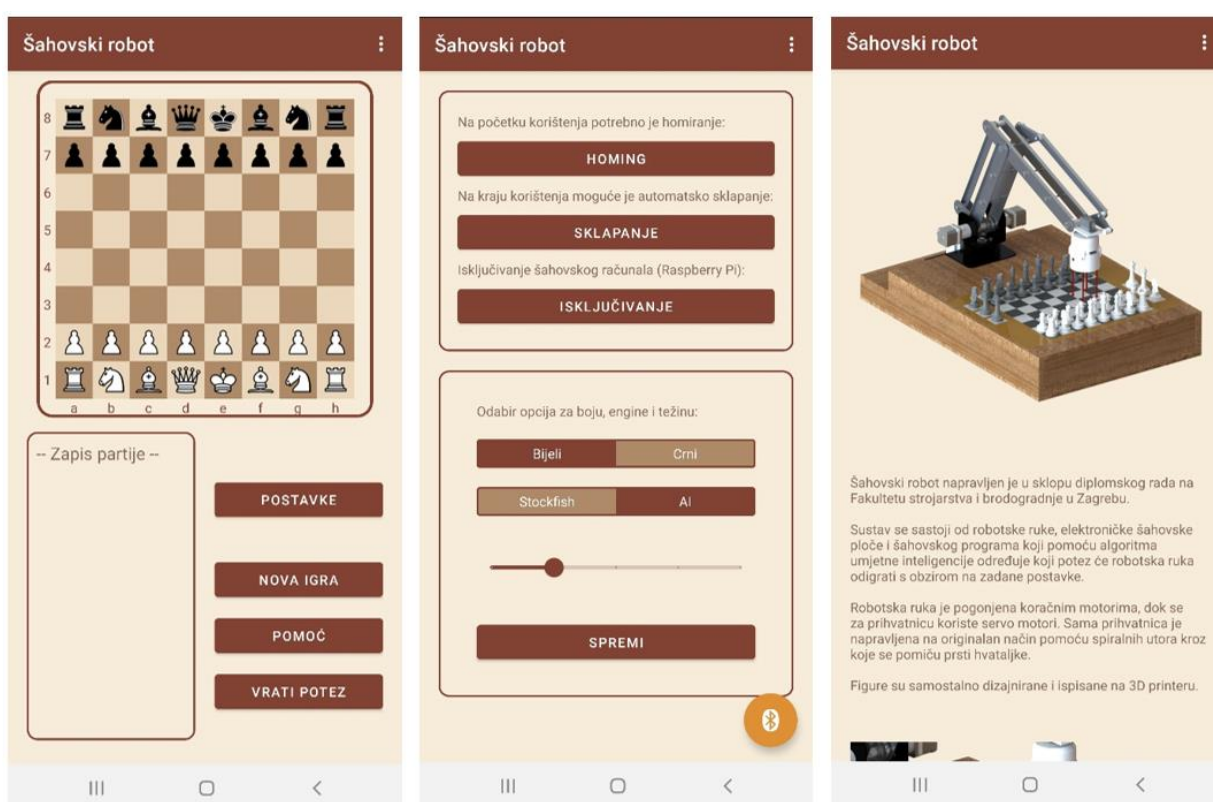 Šahovski robot
8
7
6
5
4
3
2
1
a b c d e f g h
-- Zapis partije --
POSTAVKE
NOVA IGRA
POMOĆ
VRATI POTEZ
Šahovski robot
Na početku korištenja potrebno je homiranje:
HOMING
Na kraju korištenja moguće je automatsko sklapanje:
SKLAPANJE
Isključivanje šahovskog računala (Raspberry Pi):
ISKLJUČIVANJE
Odabir opcija za boju, engine i težinu:
Bijeli Crni
Stockfish AI
SPREMI
Šahovski robot
Šahovski robot napravljen je u sklopu diplomskog rada na
Fakultetu strojarstva i brodogradnje u Zagrebu.
Sustav se sastoji od robotske ruke, elektroničke šahovske
ploče i šahovskog programa koji pomoću algoritma
umjetne inteligencije određuje koji potez će robotska ruka
odigrati s obzirom na zadane postavke.
Robotska ruka je pogonjena koračnim motorima, dok se
za prihvatnicu koriste servo motori. Sama prihvatnica je
napravljena na originalan način pomoću spiralnih utora kroz
koje se pomiču prsti hvataljke.
Figure su samostalno dizajnirane i ispisane na 3D printeru.